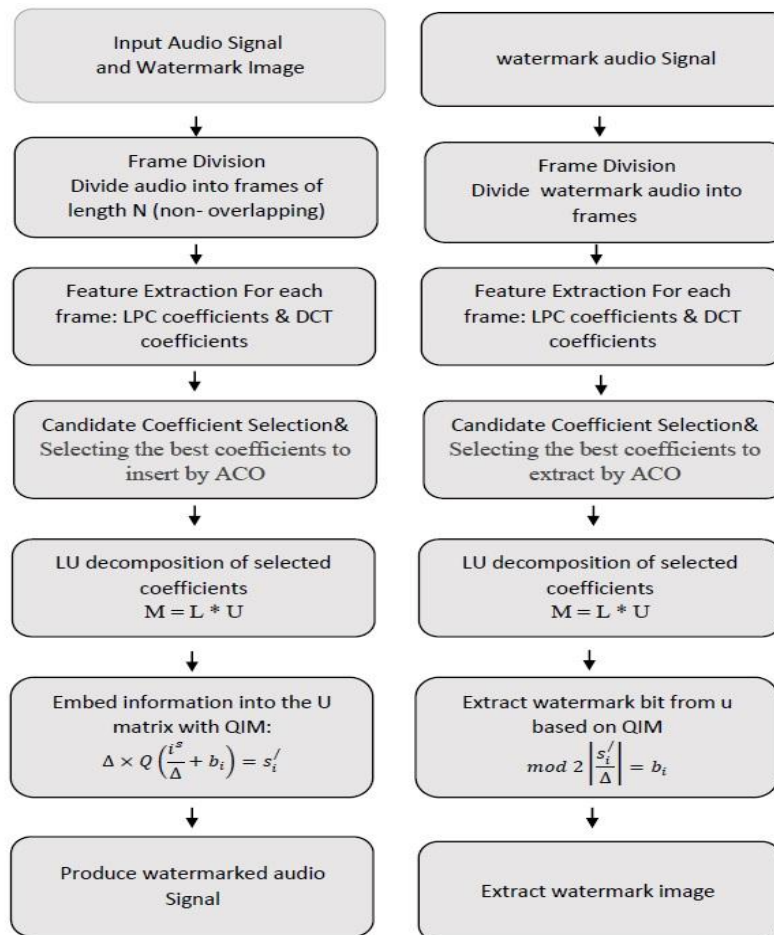 Input Audio Signal
and Watermark Image
Frame Division
Divide audio into frames of
length N (non- overlapping)
Feature Extraction For each
frame: LPC coefficients & DCT
coefficients
Candidate Coefficient Selection&
Selecting the best coefficients to
insert by ACO
LU decomposition of selected
coefficients
M = L * U
Embed information into the U
matrix with QIM:
Δ × Q (i^s/Δ + b_i) = s_i^/
Produce watermarked audio
Signal
watermark audio Signal
Frame Division
Divide watermark audio into
frames
Feature Extraction For each
frame: LPC coefficients & DCT
coefficients
Candidate Coefficient Selection&
Selecting the best coefficients to
extract by ACO
LU decomposition of selected
coefficients
M = L * U
Extract watermark bit from u
based on QIM
mod 2 |s_i^/ / Δ| = b_i
Extract watermark image